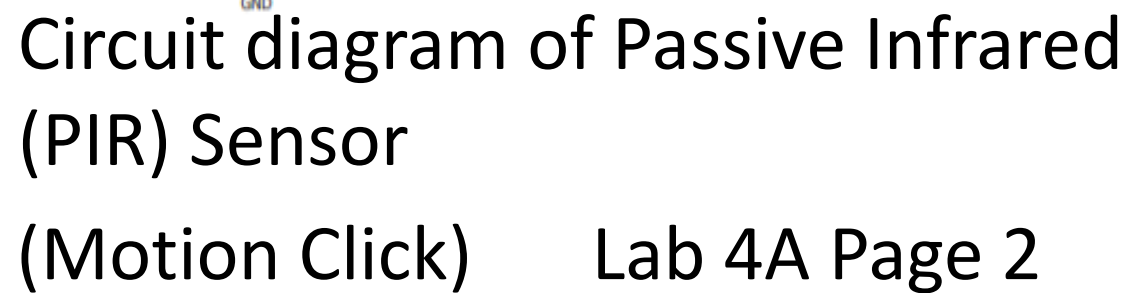 GND
Circuit diagram of Passive Infrared
(PIR) Sensor
(Motion Click) Lab 4A Page 2